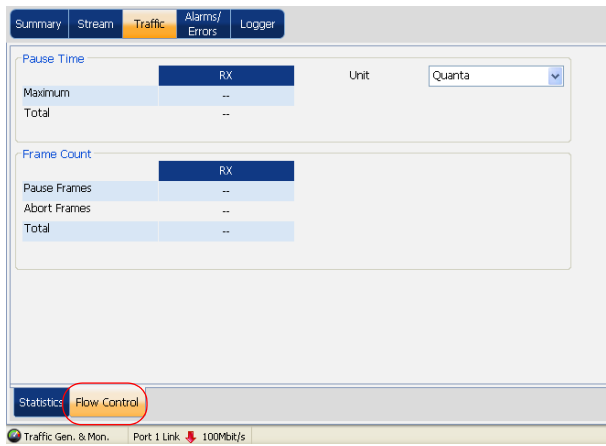 Summary Stream Traffic Alarms/ Errors Logger
Pause Time
RX Unit Quanta
Maximum --
Total --
Frame Count
RX
Pause Frames --
Abort Frames --
Total --
Statistics Flow Control
Traffic Gen. & Mon. Port 1 Link 100Mbit/s